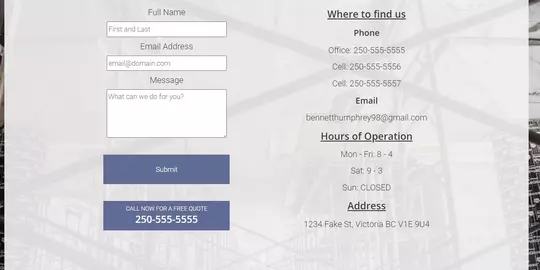 Full Name
First and Last
Email Address
email@domain.com
Message
What can we do for you?
Submit
CALL NOW FOR A FREE QUOTE
250-555-5555
Where to find us
Phone
Office: 250-555-5555
Cell: 250-555-5556
Cell: 250-555-5557
Email
bennetthumphrey98@gmail.com
Hours of Operation
Mon - Fri: 8 - 4
Sat: 9 - 3
Sun: CLOSED
Address
1234 Fake St, Victoria BC V1E 9U4